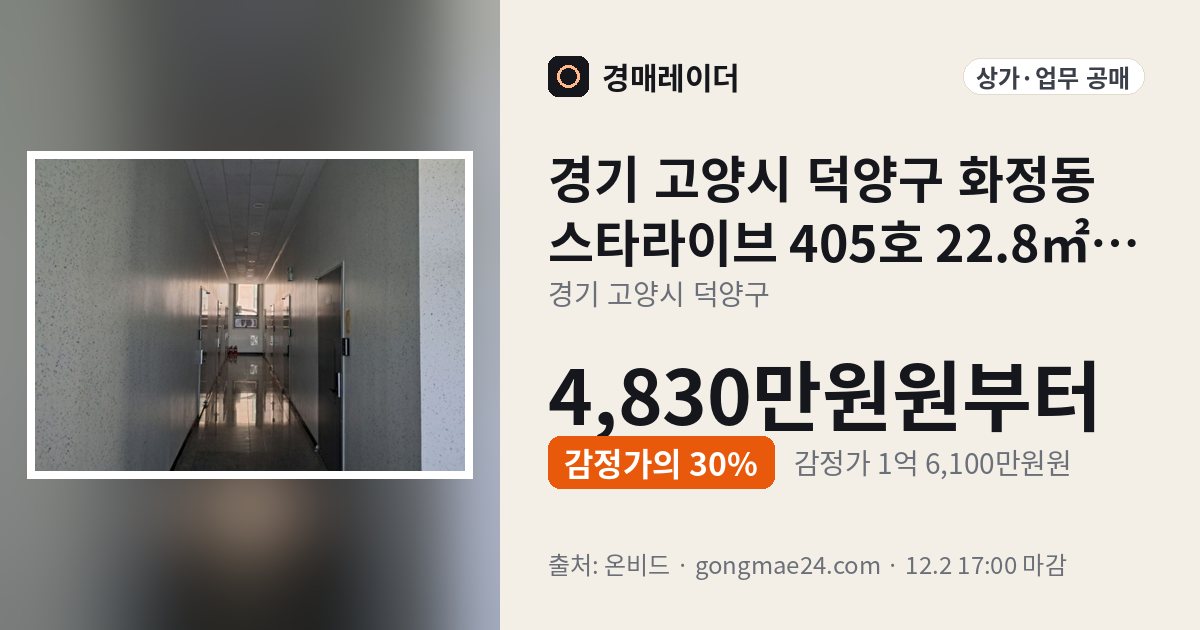 경매레이더
상가·업무 공매
경기 고양시 덕양구 화정동
스타라이브 405호 22.8㎡…
경기 고양시 덕양구
4,830만원원부터
감정가의 30%
감정가 1억 6,100만원원
출처: 온비드 · gongmae24.com · 12.2 17:00 마감